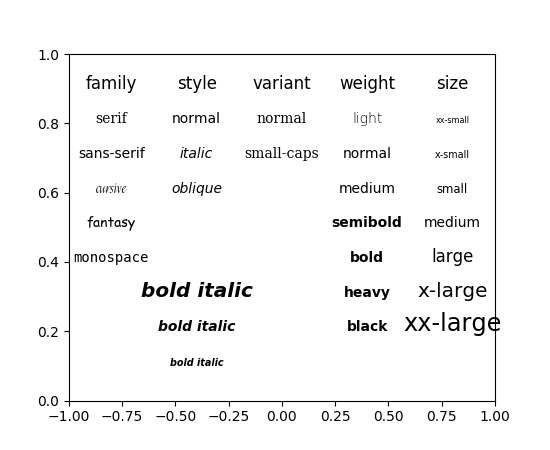 1.0
family style variant weight size
serif normal normal light xx-small
0.8
sans-serif italic small-caps normal x-small
cursive oblique medium small
0.6
fantasy semibold medium
monospace bold large
0.4
bold italic heavy x-large
bold italic black xx-large
0.2
bold italic
0.0
−1.00 −0.75 −0.50 −0.25 0.00 0.25 0.50 0.75 1.00